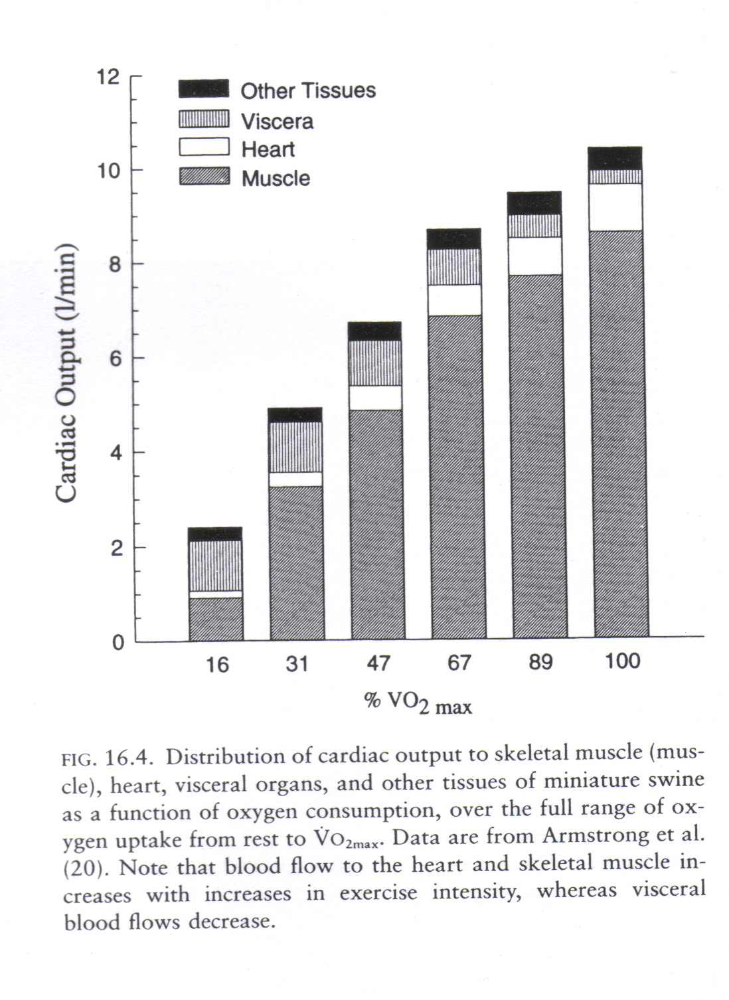 12
10
8
6
4
2
0
Other Tissues
Viscera
Heart
Muscle
Cardiac Output (l/min)
16 31 47 67 89 100
% VO2 max
FIG. 16.4. Distribution of cardiac output to skeletal muscle (mus-
cle), heart, visceral organs, and other tissues of miniature swine
as a function of oxygen consumption, over the full range of ox-
ygen uptake from rest to V̇O2max. Data are from Armstrong et al.
(20). Note that blood flow to the heart and skeletal muscle in-
creases with increases in exercise intensity, whereas visceral
blood flows decrease.